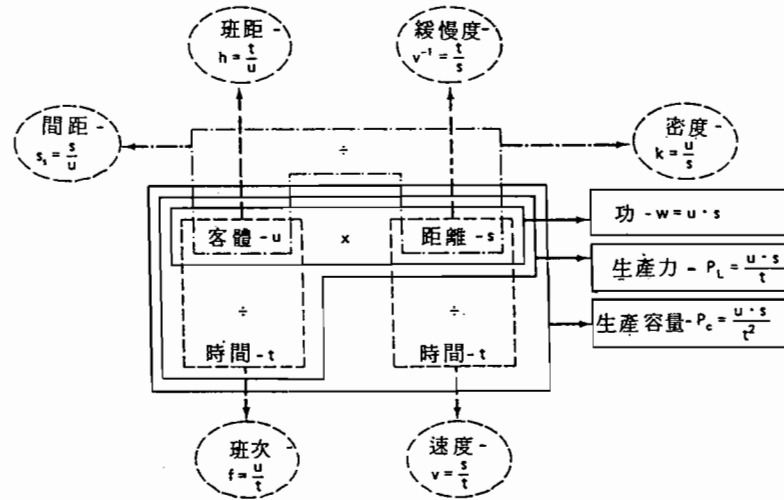 班距-
h = t/u
緩慢度-
v⁻¹ = t/s
間距-
s₁ = s/u
÷
密度-
k = u/s
功 - w = u · s
客體 - u
x
距離 - s
生產力 - P_L = u · s/t
÷
÷
生產容量 - P_c = u · s/t²
時間 - t
時間 - t
班次
f = u/t
速度-
v = s/t